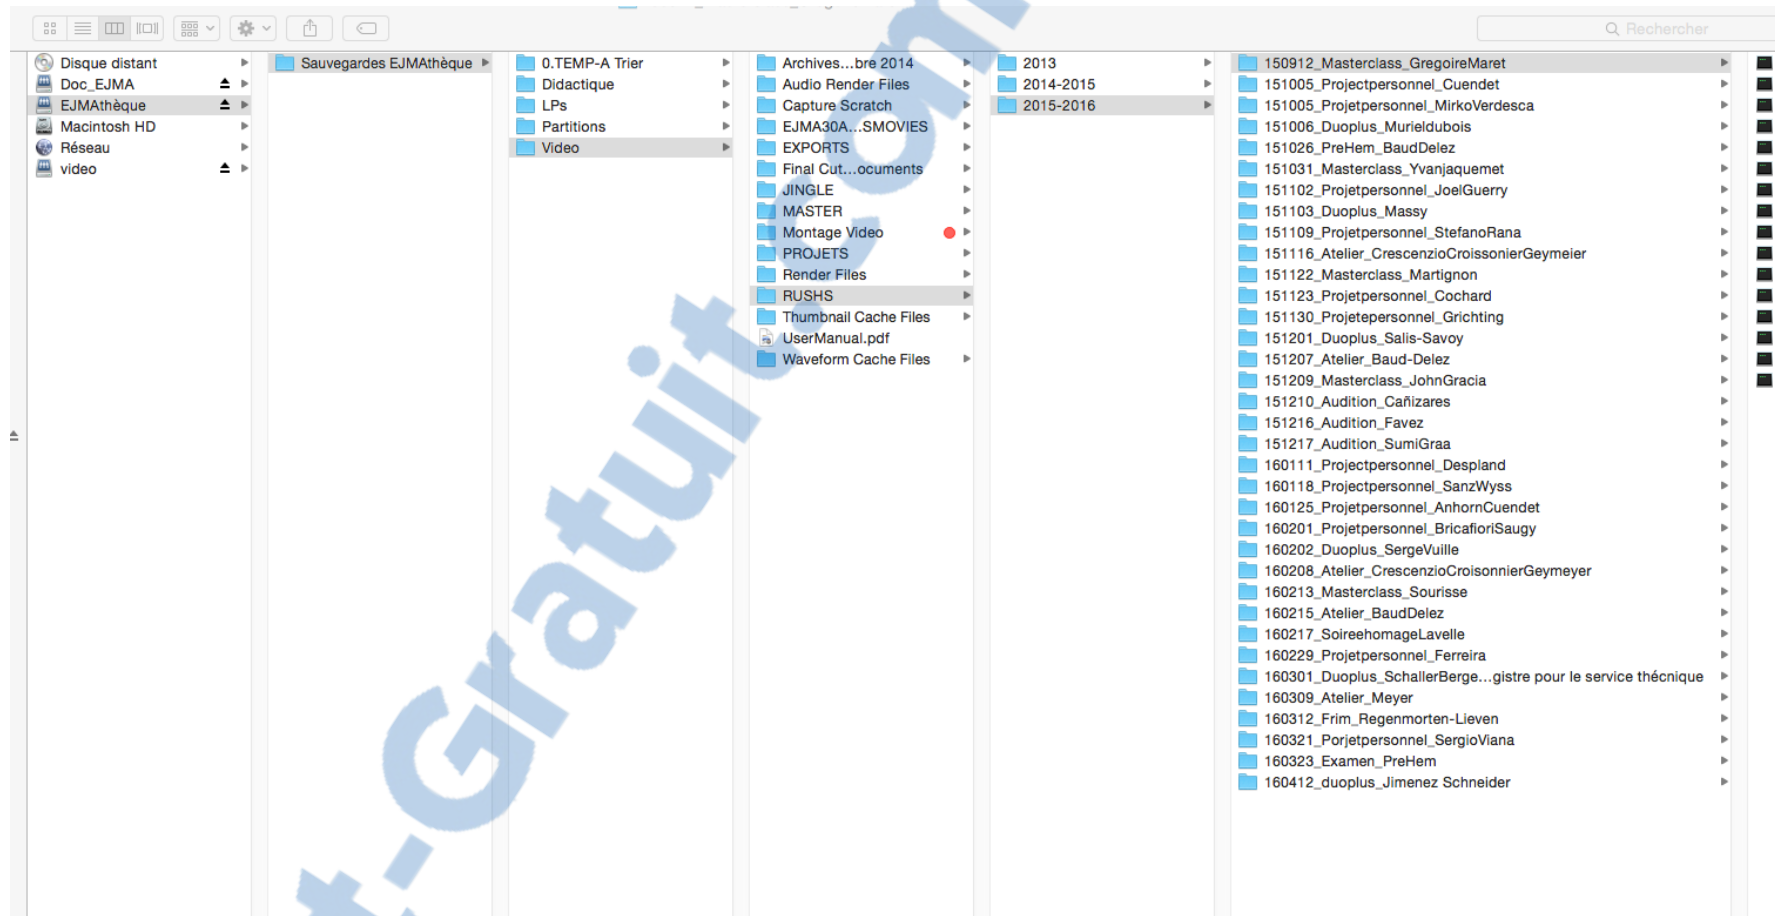 Rechercher
Disque distant
Doc_EJMA
EJMAthèque
Macintosh HD
Réseau
video
Sauvegardes EJMAthèque
0.TEMP-A Trier
Didactique
LPs
Partitions
Video
Archives...bre 2014
Audio Render Files
Capture Scratch
EJMA30A...SMOVIES
EXPORTS
Final Cut...ocuments
JINGLE
MASTER
Montage Video
PROJETS
Render Files
RUSHS
Thumbnail Cache Files
UserManual.pdf
Waveform Cache Files
2013
2014-2015
2015-2016
150912_Masterclass_GregoireMaret
151005_Projectpersonnel_Cuendet
151005_Projetpersonnel_MirkoVerdesca
151006_Duoplus_Murieldubois
151026_PreHem_BaudDelez
151031_Masterclass_Yvanjaquemet
151102_Projetpersonnel_JoelGuerry
151103_Duoplus_Massy
151109_Projetpersonnel_StefanoRana
151116_Atelier_CrescenzioCroissonierGeymeier
151122_Masterclass_Martignon
151123_Projetpersonnel_Cochard
151130_Projetepersonnel_Grichting
151201_Duoplus_Salis-Savoy
151207_Atelier_Baud-Delez
151209_Masterclass_JohnGracia
151210_Audition_Cañizares
151216_Audition_Favez
151217_Audition_SumiGraa
160111_Projectpersonnel_Despland
160118_Projectpersonnel_SanzWyss
160125_Projetpersonnel_AnhornCuendet
160201_Projetpersonnel_BricafioriSaugy
160202_Duoplus_SergeVuille
160208_Atelier_CrescenzioCroisonnierGeymeyer
160213_Masterclass_Sourisse
160215_Atelier_BaudDelez
160217_SoireehomageLavelle
160229_Projetpersonnel_Ferreira
160301_Duoplus_SchallerBerge...gistre pour le service thécnique
160309_Atelier_Meyer
160312_Frim_Regenmorten-Lieven
160321_Porjetpersonnel_SergioViana
160323_Examen_PreHem
160412_duoplus_Jimenez Schneider
t-Gratuit.com